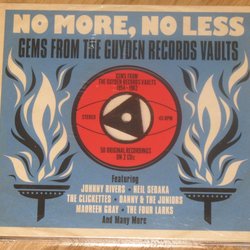 NO MORE, NO LESS
GEMS FROM THE GUYDEN RECORDS VAULTS
GEMS FROM
THE GUYDEN RECORDS VAULTS
1954 - 1962
STEREO
45 RPM
50 ORIGINAL RECORDINGS
ON 2 CDs
Featuring
JOHNNY RIVERS • NEIL SEDAKA
THE CLICKETTES • DANNY & THE JUNIORS
MAUREEN GRAY • THE FOUR LARKS
And Many More